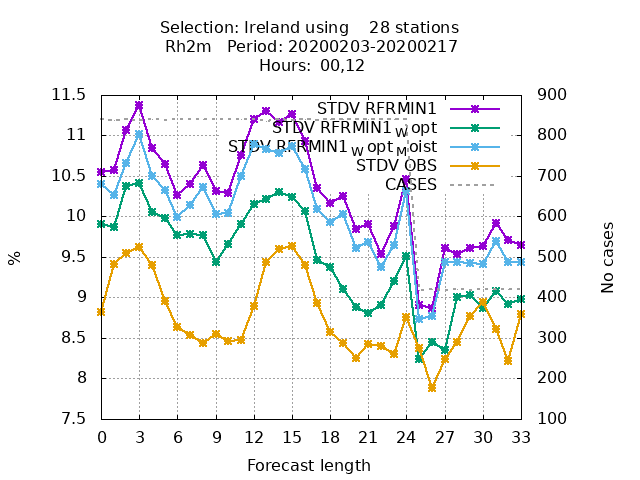 Selection: Ireland using    28 stations
Rh2m   Period: 20200203-20200217
Hours:  00,12
STDV RFRMIN1
STDV RFRMIN1 W opt
STDV RFRMIN1 W opt M oist
STDV OBS
CASES
11.5
11
10.5
10
9.5
9
8.5
8
7.5
%
900
800
700
600
500
400
300
200
100
No cases
0 3 6 9 12 15 18 21 24 27 30 33
Forecast length